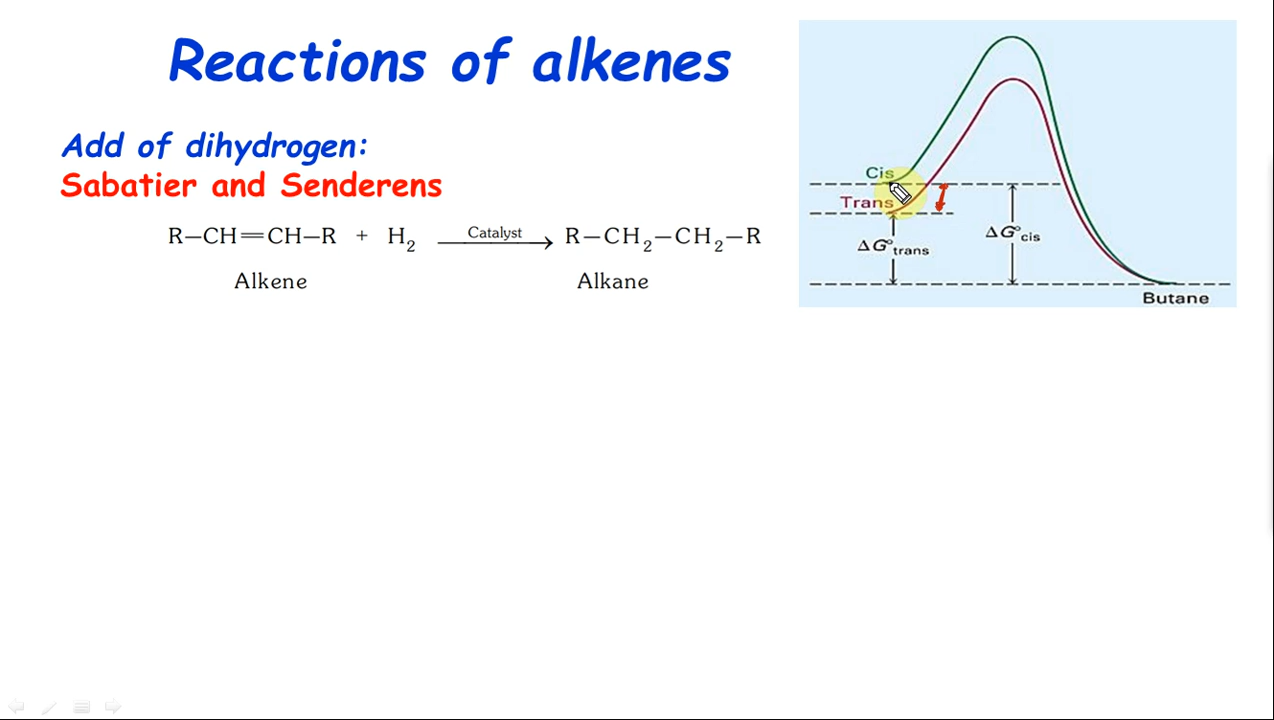 Reactions of alkenes
Add of dihydrogen:
Sabatier and Senderens
R–CH=CH–R + H2 Catalyst R–CH2–CH2–R
Alkene Alkane
Cis
Trans
ΔG°trans
ΔG°cis
Butane